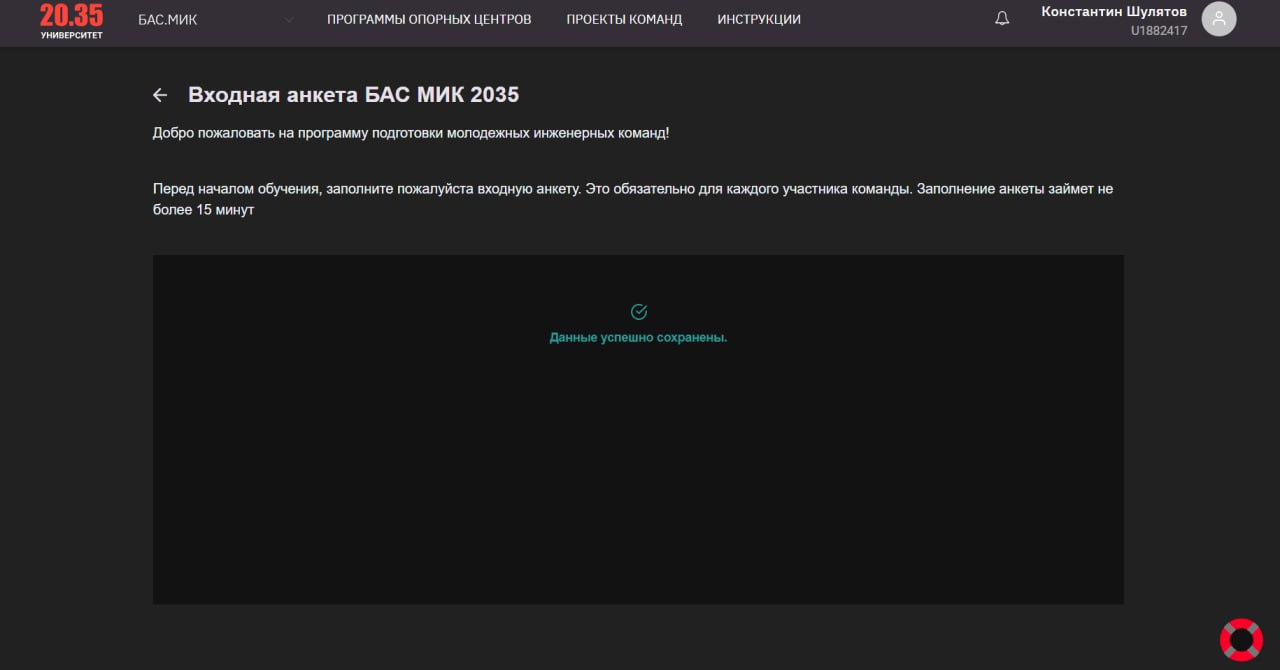 20.35
УНИВЕРСИТЕТ
БАС.МИК
ПРОГРАММЫ ОПОРНЫХ ЦЕНТРОВ
ПРОЕКТЫ КОМАНД
ИНСТРУКЦИИ
Константин Шулятов
U1882417
Входная анкета БАС МИК 2035
Добро пожаловать на программу подготовки молодежных инженерных команд!
Перед началом обучения, заполните пожалуйста входную анкету. Это обязательно для каждого участника команды. Заполнение анкеты займет не
более 15 минут
Данные успешно сохранены.